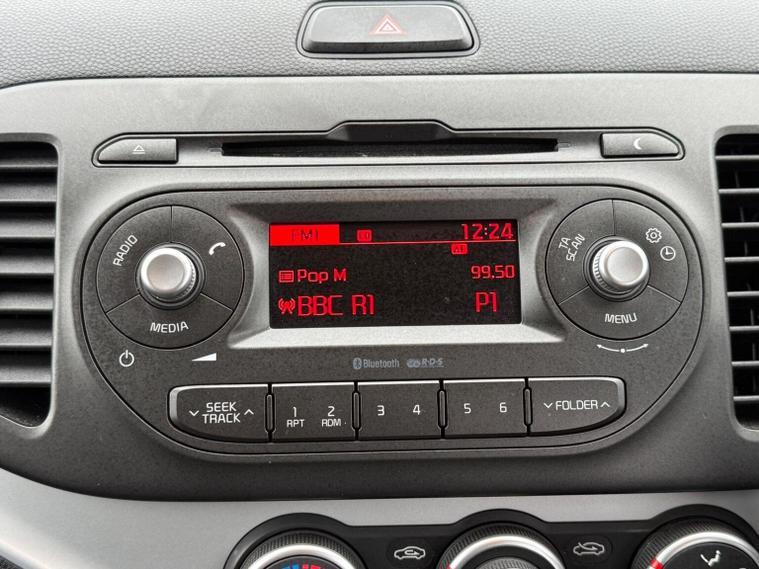 FM1 12:24
AF
Pop M 99.50
BBC R1 P1
RADIO
MEDIA
TA
SCAN
MENU
Bluetooth R·D·S
SEEK
TRACK
1 2 3 4 5 6
RPT RDM
FOLDER